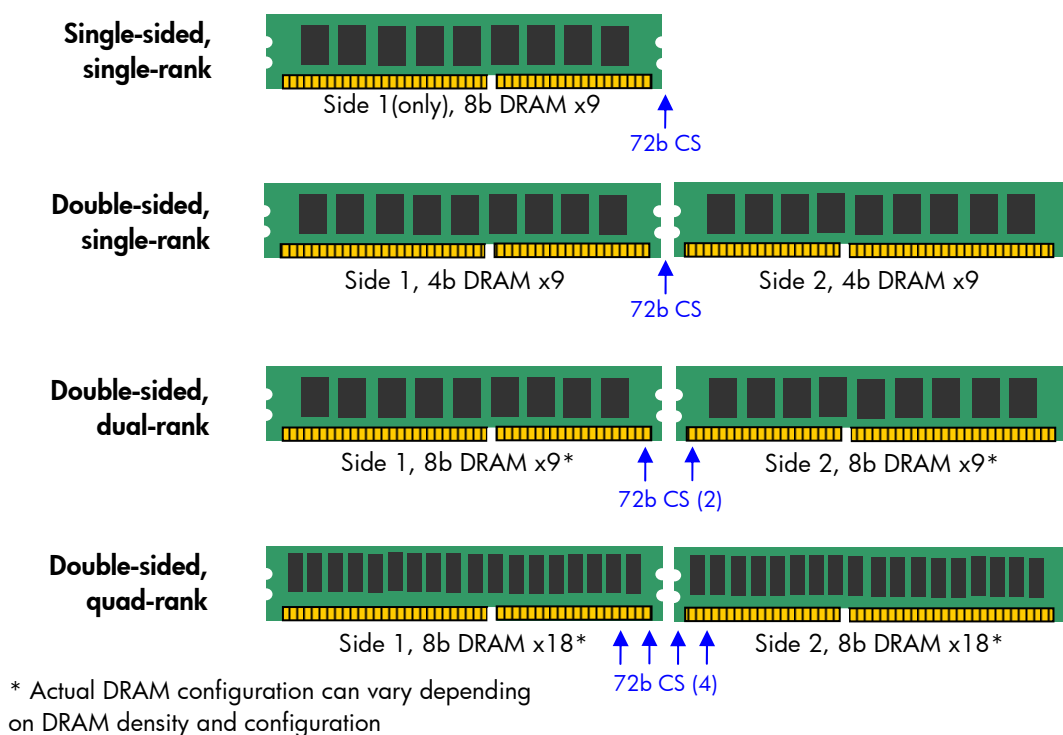 Single-sided,
single-rank
Side 1(only), 8b DRAM x9
72b CS
Double-sided,
single-rank
Side 1, 4b DRAM x9
Side 2, 4b DRAM x9
72b CS
Double-sided,
dual-rank
Side 1, 8b DRAM x9*
Side 2, 8b DRAM x9*
72b CS (2)
Double-sided,
quad-rank
Side 1, 8b DRAM x18*
Side 2, 8b DRAM x18*
72b CS (4)
* Actual DRAM configuration can vary depending
on DRAM density and configuration